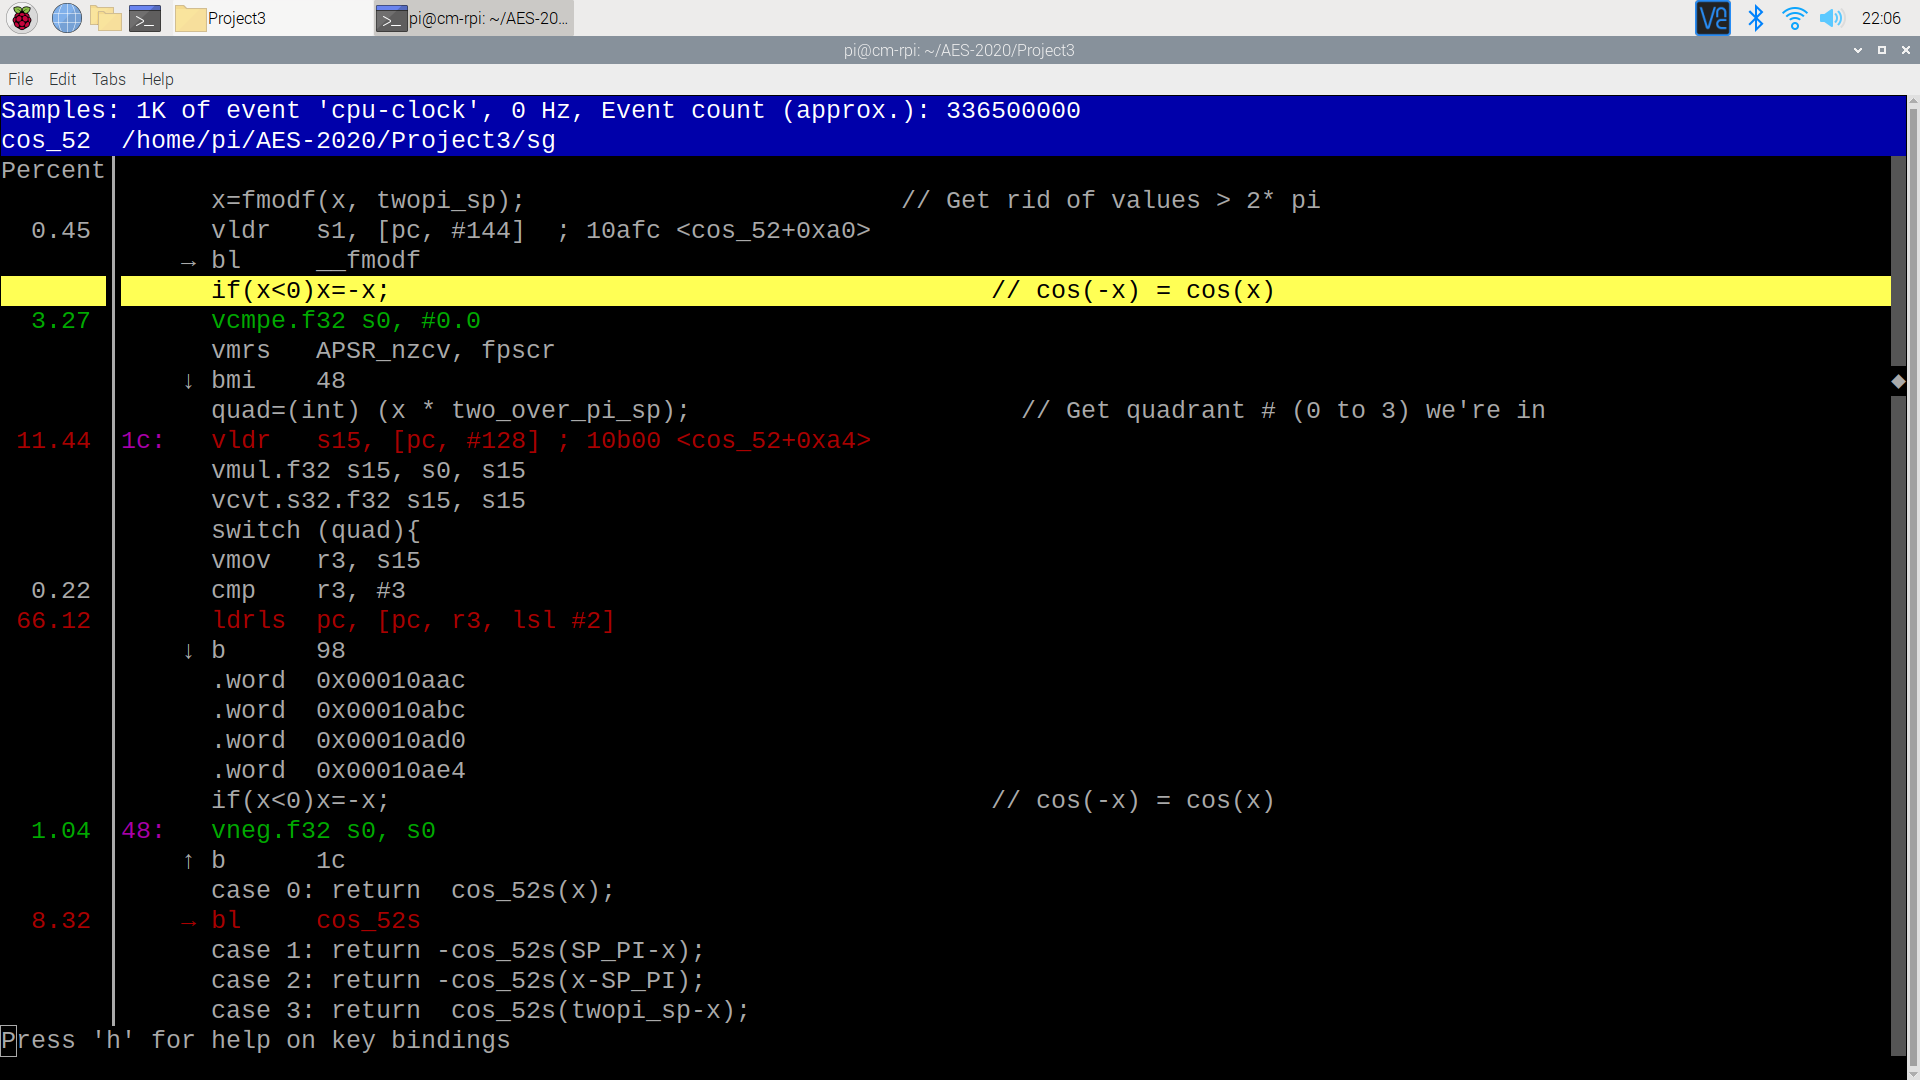 Project3 pi@cm-rpi: ~/AES-20... 22:06
pi@cm-rpi: ~/AES-2020/Project3
File Edit Tabs Help
Samples: 1K of event 'cpu-clock', 0 Hz, Event count (approx.): 336500000
cos_52  /home/pi/AES-2020/Project3/sg
Percent
x=fmodf(x, twopi_sp); // Get rid of values > 2* pi
0.45 vldr s1, [pc, #144] ; 10afc <cos_52+0xa0>
→ bl __fmodf
if(x<0)x=-x; // cos(-x) = cos(x)
3.27 vcmpe.f32 s0, #0.0
vmrs APSR_nzcv, fpscr
↓ bmi 48
quad=(int) (x * two_over_pi_sp); // Get quadrant # (0 to 3) we're in
11.44 1c: vldr s15, [pc, #128] ; 10b00 <cos_52+0xa4>
vmul.f32 s15, s0, s15
vcvt.s32.f32 s15, s15
switch (quad){
vmov r3, s15
0.22 cmp r3, #3
66.12 ldrls pc, [pc, r3, lsl #2]
↓ b 98
.word 0x00010aac
.word 0x00010abc
.word 0x00010ad0
.word 0x00010ae4
if(x<0)x=-x; // cos(-x) = cos(x)
1.04 48: vneg.f32 s0, s0
↑ b 1c
case 0: return  cos_52s(x);
8.32 → bl cos_52s
case 1: return -cos_52s(SP_PI-x);
case 2: return -cos_52s(x-SP_PI);
case 3: return  cos_52s(twopi_sp-x);
Press 'h' for help on key bindings